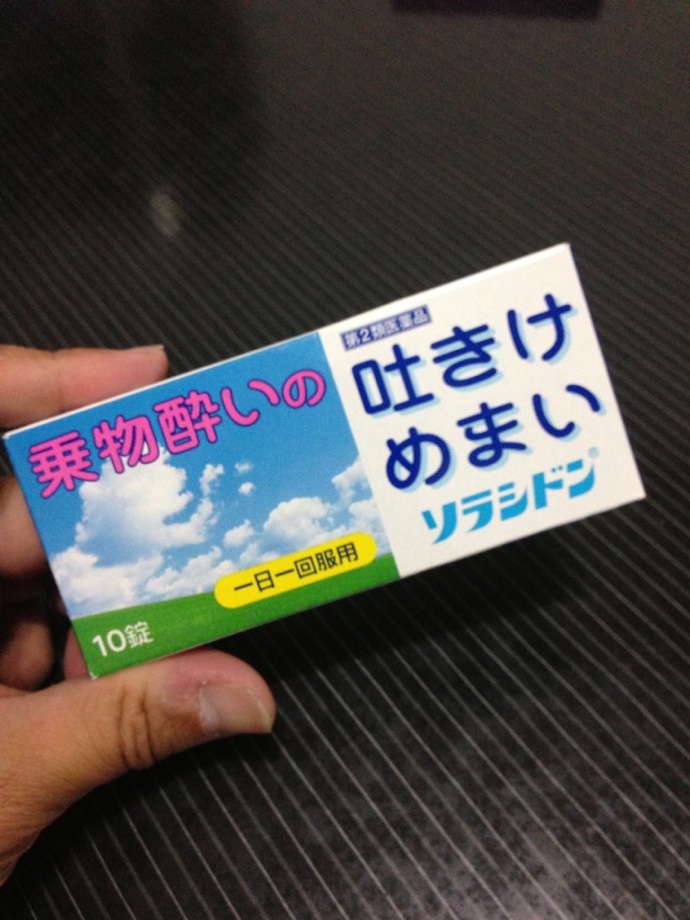 乗物酔いの
一日一回服用
10錠
第2類医薬品
吐きけ
めまい
ソラシドン®